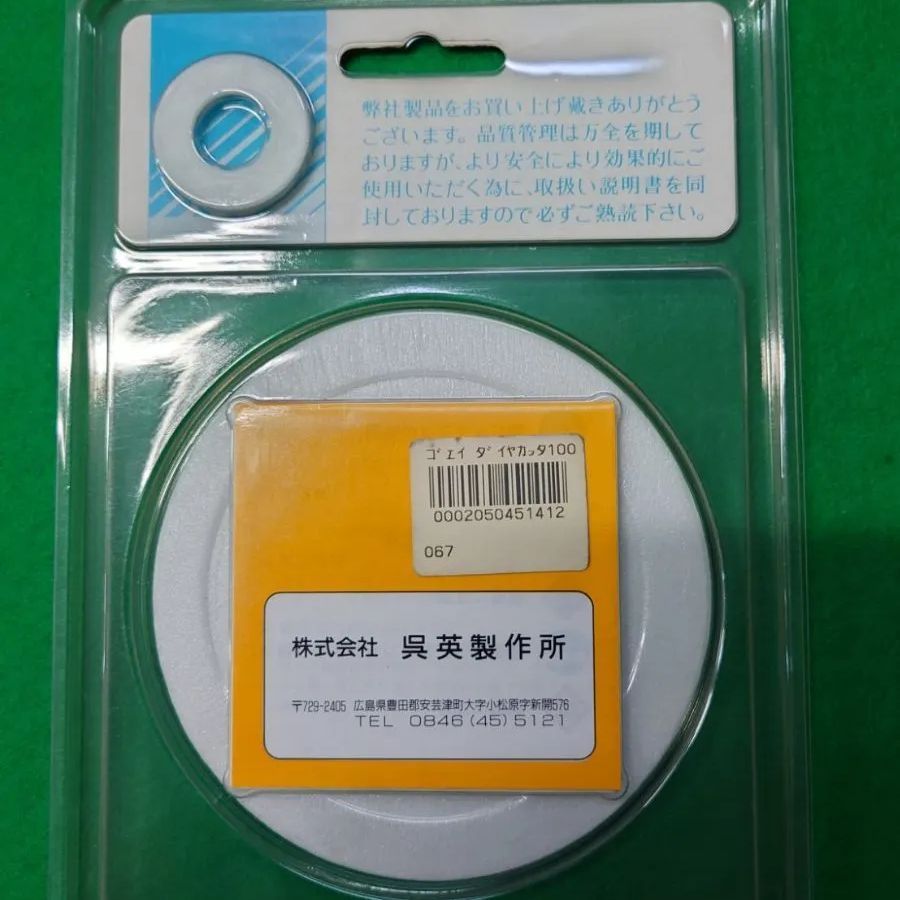 弊社製品をお買い上げ戴きありがとう
ございます。品質管理は万全を期して
おりますが、より安全により効果的にご
使用いただく為に、取扱い説明書を同
封しておりますので必ずご熟読下さい。
ｺﾞｴｲ ﾀﾞｲﾔｶｯﾀ100
0002050451412
067
株式会社 呉英製作所
〒729-2405 広島県豊田郡安芸津町大字小松原字新開576
TEL 0846(45)5121